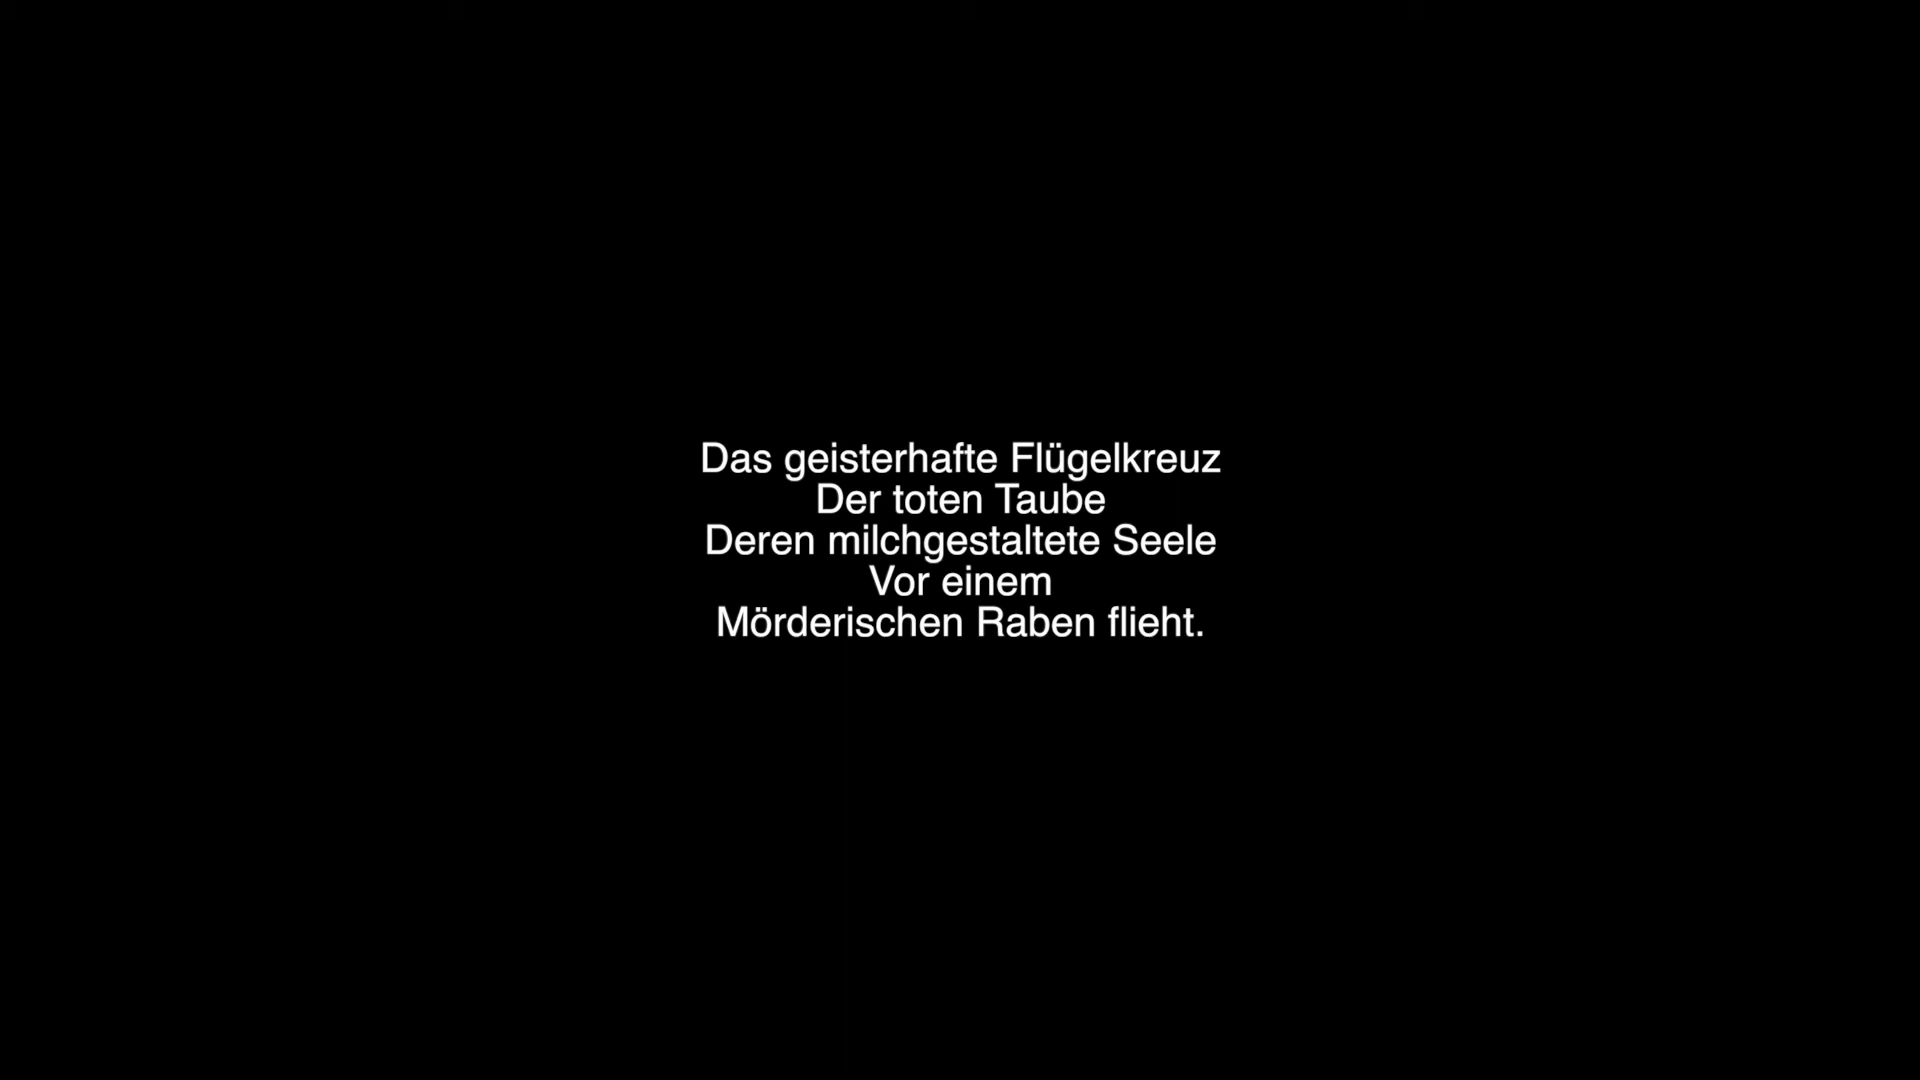 Das geisterhafte Flügelkreuz
Der toten Taube
Deren milchgestaltete Seele
Vor einem
Mörderischen Raben flieht.